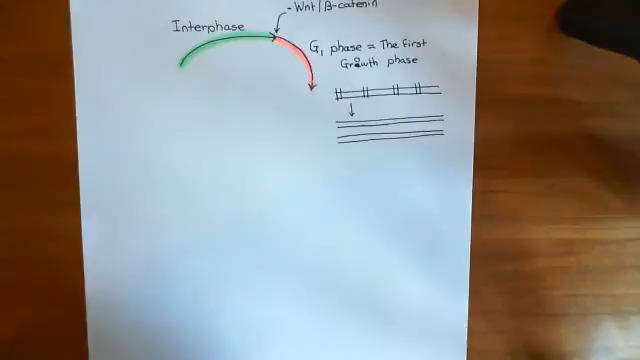 - Wnt/β-catenin
Interphase
G₁ phase = The first
Growth phase